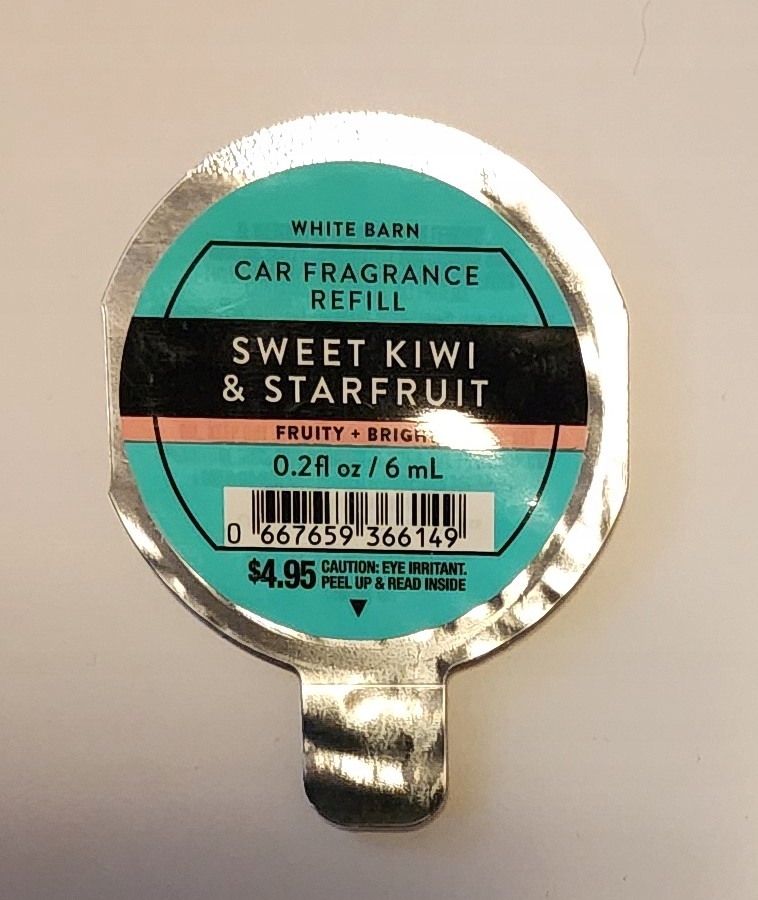 WHITE BARN
CAR FRAGRANCE
REFILL
SWEET KIWI
& STARFRUIT
FRUITY +
0.2fl oz / 6 mL
0 667659 366149
$4.95 CAUTION: EYE IRRITANT.
PEEL UP & READ INSIDE